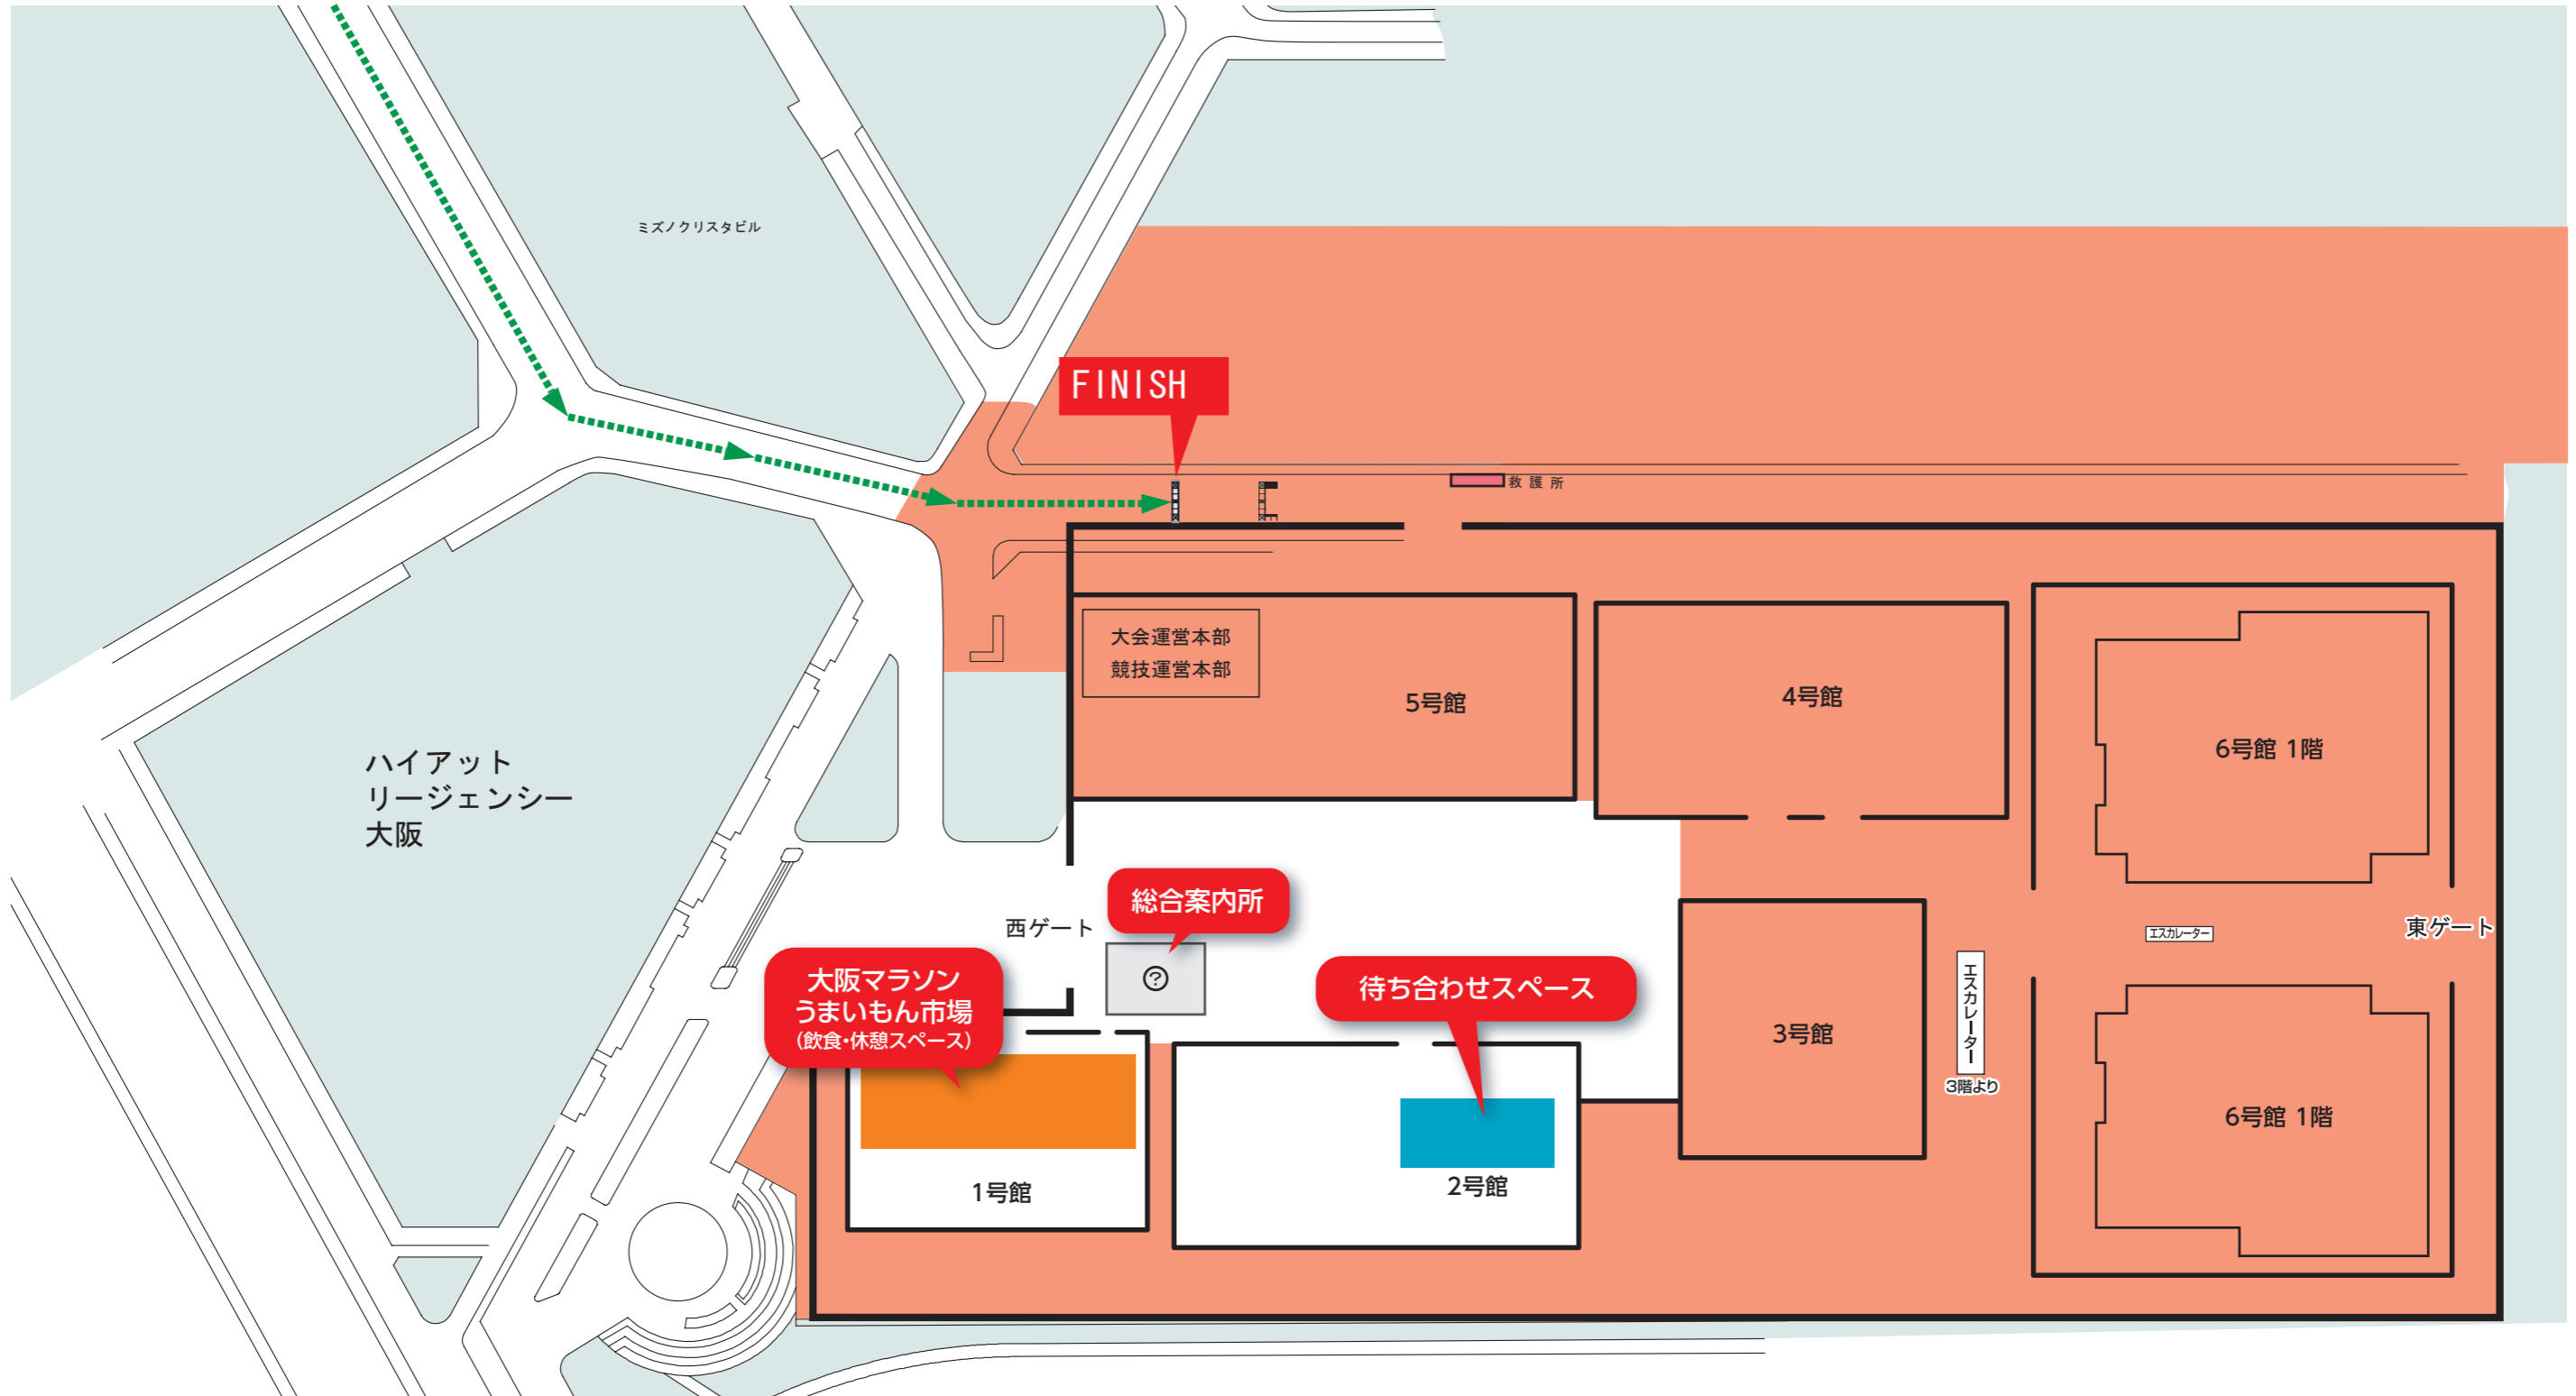 ミズノクリスタビル
FINISH
救護所
大会運営本部
競技運営本部
5号館
4号館
6号館 1階
ハイアット
リージェンシー
大阪
総合案内所
西ゲート
?
エスカレーター
東ゲート
大阪マラソン
うまいもん市場
(飲食・休憩スペース)
待ち合わせスペース
3号館
エスカレーター
3階より
6号館 1階
1号館
2号館